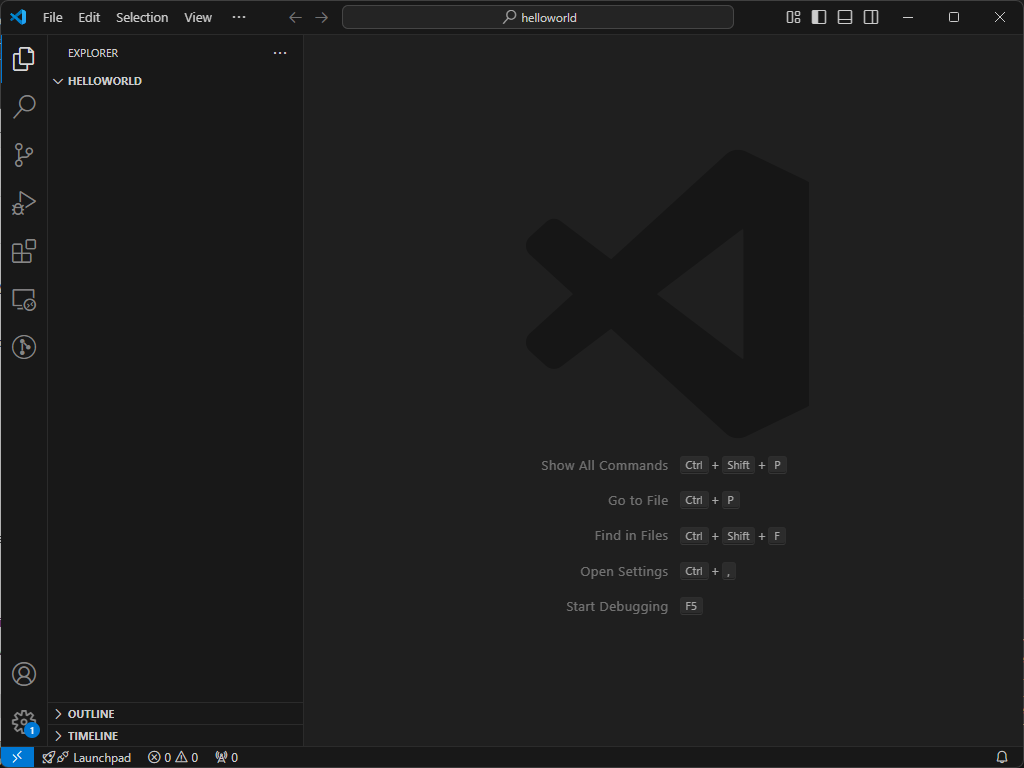 File Edit Selection View ··· helloworld
EXPLORER ···
HELLOWORLD
Show All Commands Ctrl + Shift + P
Go to File Ctrl + P
Find in Files Ctrl + Shift + F
Open Settings Ctrl + ,
Start Debugging F5
OUTLINE
1
TIMELINE
Launchpad 0 0 0